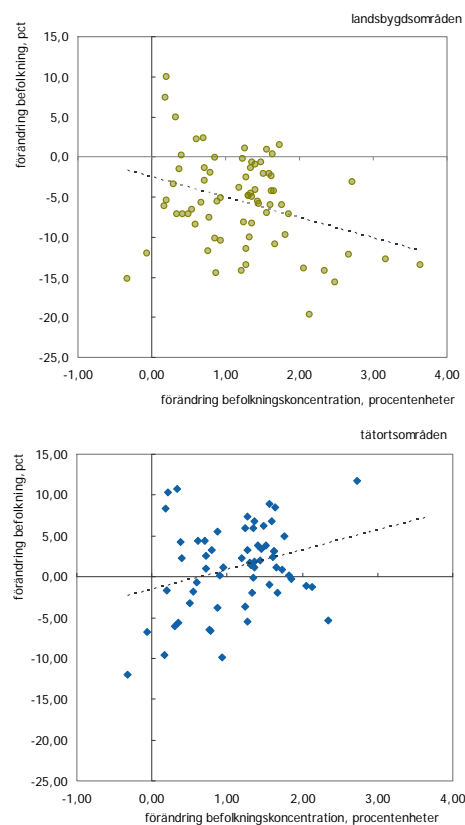 landsbygdsområden
förändring befolkning, pct
15,0
10,0
5,0
0,00
-5,0
-10,0
-15,0
-20,0
-25,0
-1,00 0,00 1,00 2,00 3,00 4,00
förändring befolkningskoncentration, procentenheter
tätortsområden
förändring befolkning, pct
15,00
10,00
5,00
0,00
-5,00
-10,00
-15,00
-20,00
-25,00
-1,00 0,00 1,00 2,00 3,00 4,00
förändring befolkningskoncentration, procentenheter